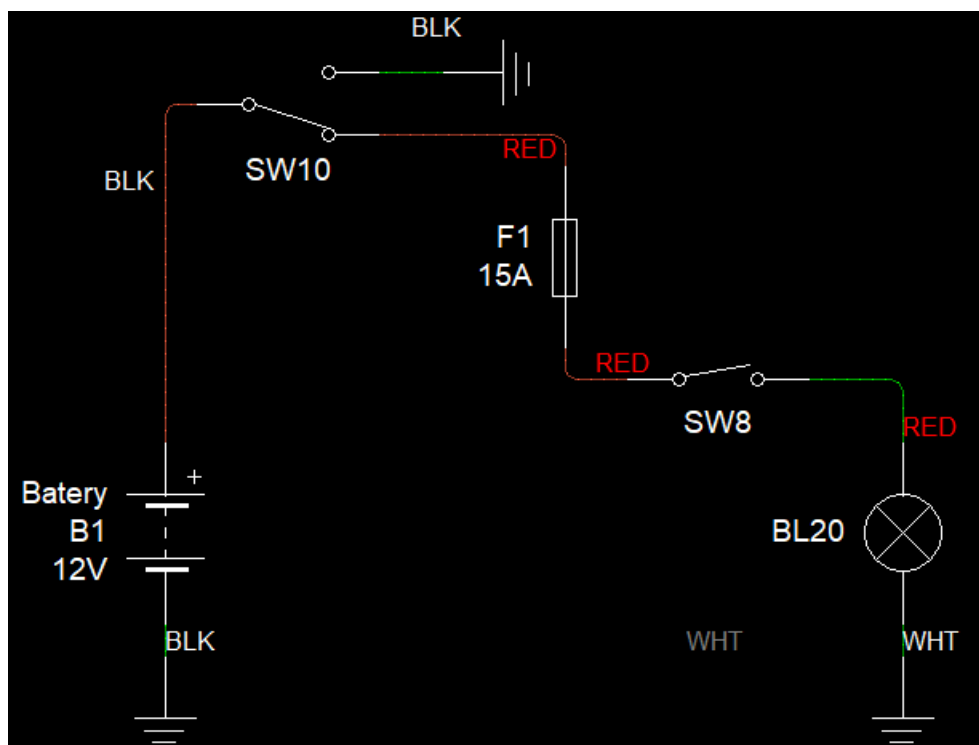 BLK
SW10
RED
BLK
F1
15A
RED
SW8
RED
Batery
B1
12V
+
BL20
BLK
WHT
WHT